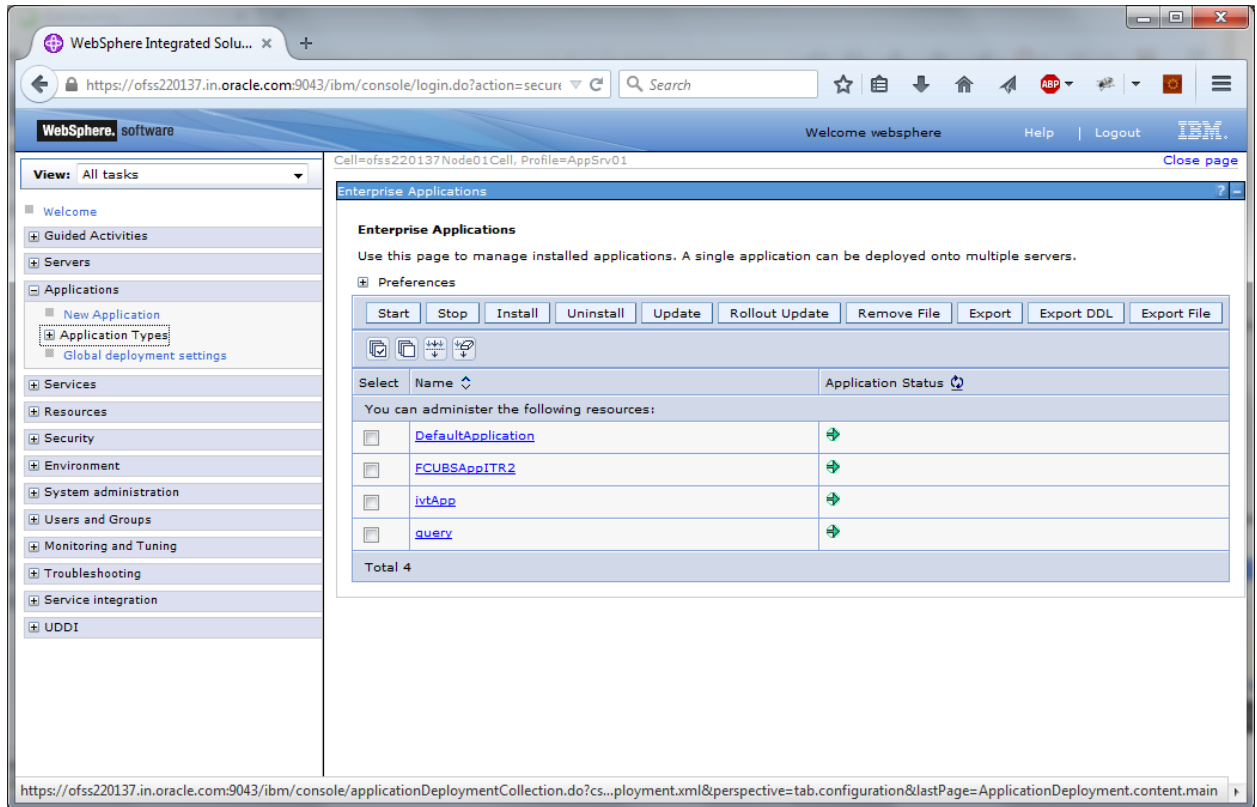 WebSphere Integrated Solu...
https://ofss220137.in.oracle.com:9043/ibm/console/login.do?action=secure
Search
ABP
WebSphere. software
Welcome websphere
Help | Logout
IBM.
View: All tasks
Welcome
Guided Activities
Servers
Applications
New Application
Application Types
Global deployment settings
Services
Resources
Security
Environment
System administration
Users and Groups
Monitoring and Tuning
Troubleshooting
Service integration
UDDI
Cell=ofss220137Node01Cell, Profile=AppSrv01
Close page
Enterprise Applications
Enterprise Applications
Use this page to manage installed applications. A single application can be deployed onto multiple servers.
Preferences
Start Stop Install Uninstall Update Rollout Update Remove File Export Export DDL Export File
Select Name Application Status
You can administer the following resources:
DefaultApplication
FCUBSAppITR2
ivtApp
query
Total 4
https://ofss220137.in.oracle.com:9043/ibm/console/applicationDeploymentCollection.do?cs...ployment.xml&perspective=tab.configuration&lastPage=ApplicationDeployment.content.main